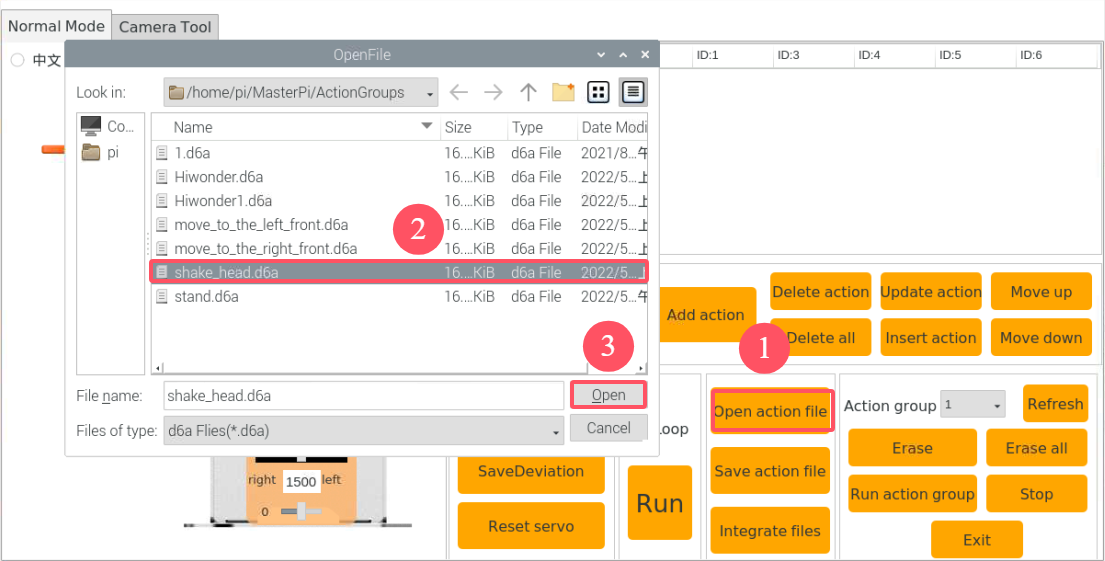 Normal Mode Camera Tool
中文
OpenFile
ID:1 ID:3 ID:4 ID:5 ID:6
Look in: /home/pi/MasterPi/ActionGroups
Co...
pi
Name Size Type Date Modi
1.d6a 16....KiB d6a File 2021/8...午
Hiwonder.d6a 16....KiB d6a File 2022/5...上
Hiwonder1.d6a 16....KiB d6a File 2022/5...上
move_to_the_left_front.d6a 16....KiB d6a File 2022/5...上
2
move_to_the_right_front.d6a 16....KiB d6a File 2022/5...上
shake_head.d6a 16....KiB d6a File 2022/5...上
stand.d6a 16....KiB d6a File 2022/5...午
3
File name: shake_head.d6a Open
Files of type: d6a Flies(*.d6a) Cancel
Add action
Delete action Update action Move up
1
Delete all Insert action Move down
right 1500 left
0
SaveDeviation
Reset servo
oop
Run
Open action file
Save action file
Integrate files
Action group 1 Refresh
Erase Erase all
Run action group Stop
Exit